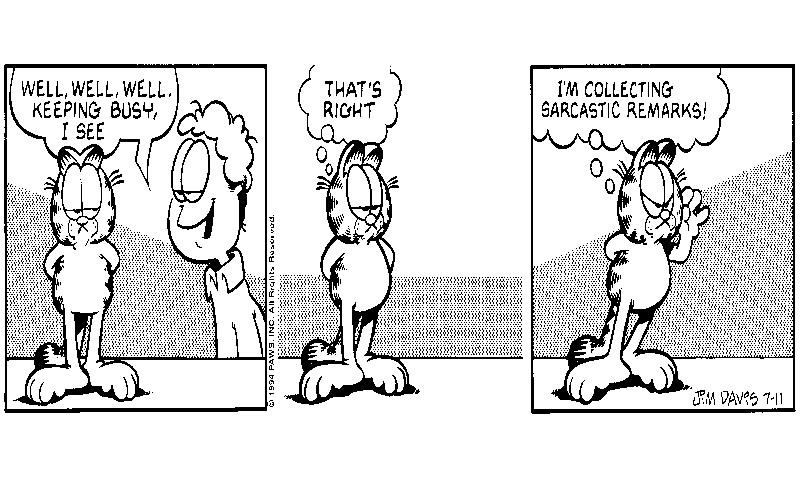 WELL, WELL, WELL.
KEEPING BUSY,
I SEE
© 1994 PAWS, INC. All Rights Reserved.
THAT'S
RIGHT
I'M COLLECTING
SARCASTIC REMARKS!
JIM DAVIS 7-11